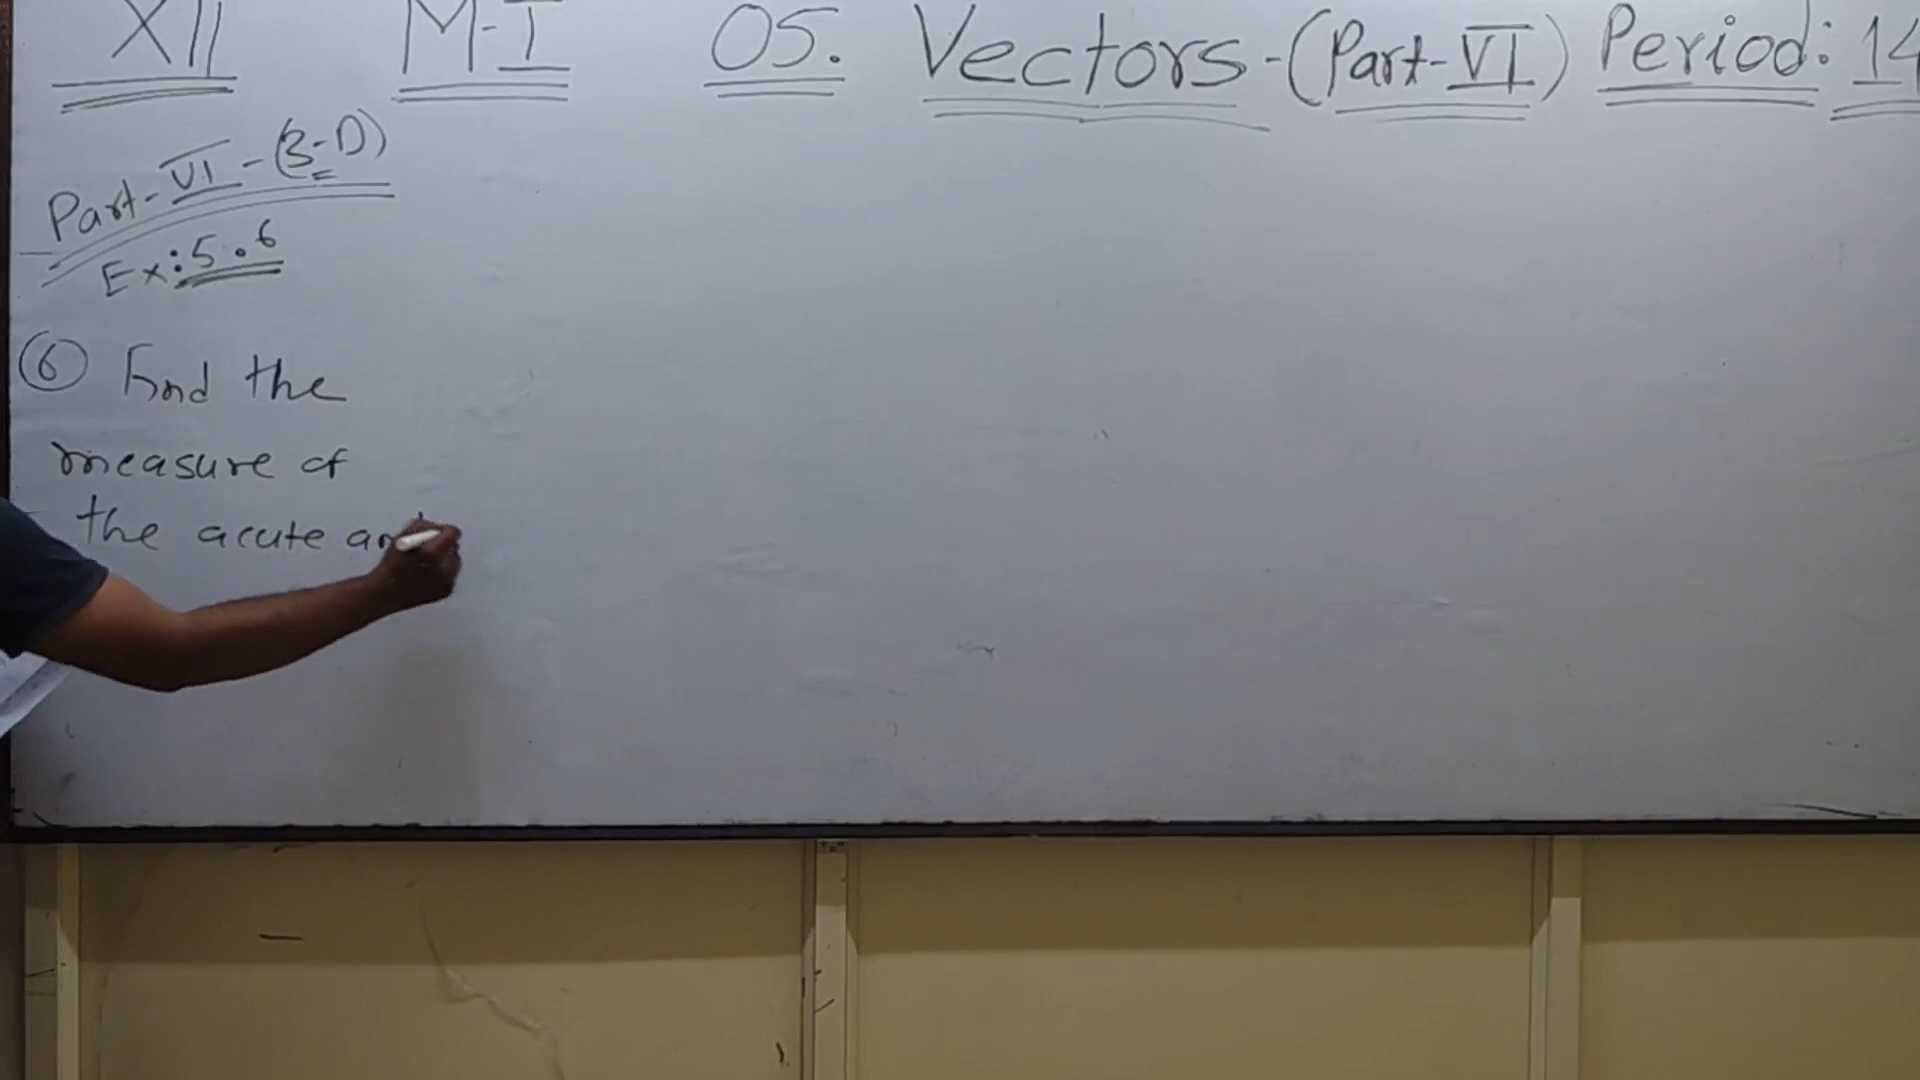 XII M-I 05. Vectors-(Part-VI) Period: 14
Part-VI-(3-D)
Ex:5.6
6 Find the
measure of
the acute an